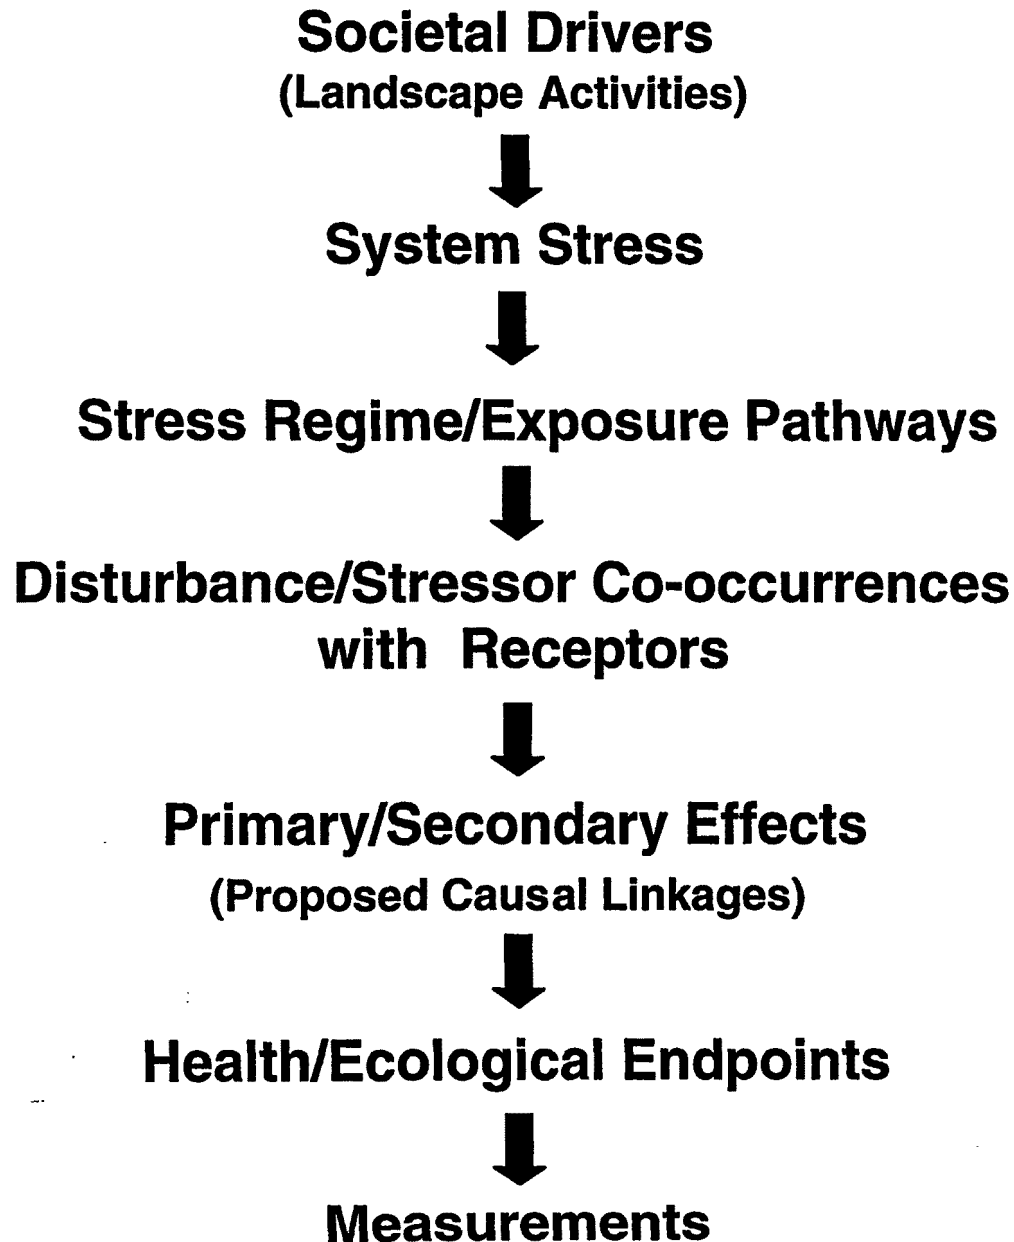 Societal Drivers
(Landscape Activities)
System Stress
Stress Regime/Exposure Pathways
Disturbance/Stressor Co-occurrences
with Receptors
Primary/Secondary Effects
(Proposed Causal Linkages)
Health/Ecological Endpoints
Measurements